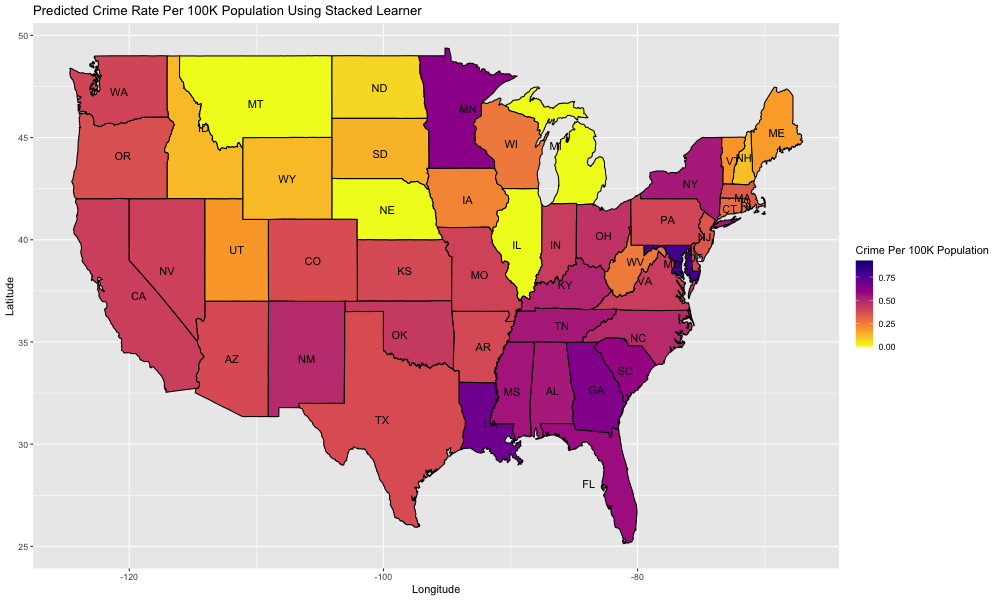 Predicted Crime Rate Per 100K Population Using Stacked Learner
50
45
40
35
30
25
Latitude
WA
MT
ND
MN
ID
OR
WY
SD
WI
MI
ME
VT
NH
NY
MA
CT
RI
IA
NE
NV
UT
CO
KS
MO
IL
IN
OH
PA
NJ
DE
MD
WV
VA
KY
CA
AZ
NM
OK
AR
TN
NC
SC
MS
AL
GA
TX
LA
FL
-120
-100
-80
Longitude
Crime Per 100K Population
0.75
0.50
0.25
0.00